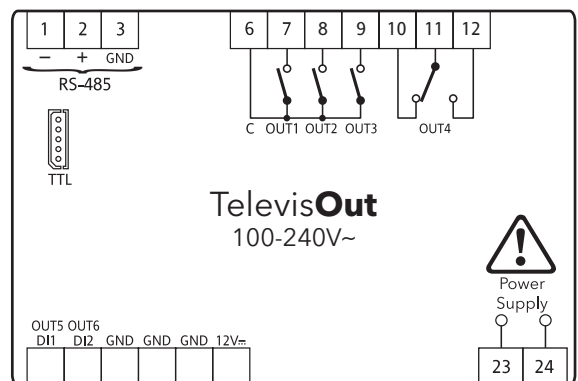 1 2 3 6 7 8 9 10 11 12
− + GND
RS-485
C OUT1 OUT2 OUT3 OUT4
TTL
TelevisOut
100-240V~
Power
Supply
OUT5 OUT6
DI1 DI2 GND GND GND 12V⎓
23 24